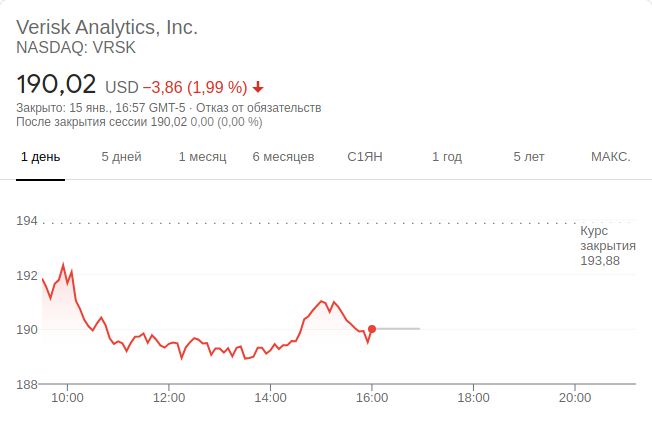 Verisk Analytics, Inc.
NASDAQ: VRSK
190,02 USD −3,86 (1,99 %)
Закрыто: 15 янв., 16:57 GMT-5 · Отказ от обязательств
После закрытия сессии 190,02 0,00 (0,00 %)
1 день 5 дней 1 месяц 6 месяцев С1ЯН 1 год 5 лет МАКС.
194
Курс
закрытия
193,88
192
190
188
10:00 12:00 14:00 16:00 18:00 20:00